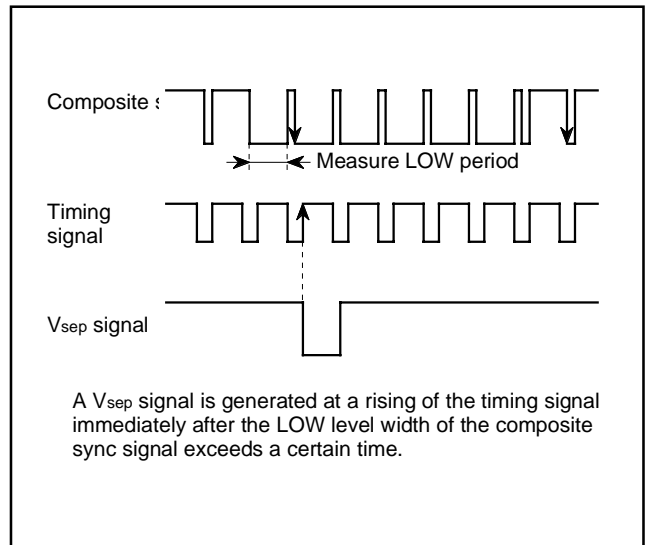 Composite s
Measure LOW period
Timing
signal
Vsep signal
A Vsep signal is generated at a rising of the timing signal
immediately after the LOW level width of the composite
sync signal exceeds a certain time.